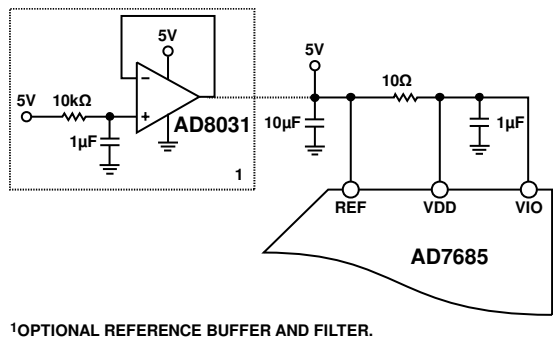 5V
5V
5V
10kΩ
10Ω
−
+
AD8031
1µF
10µF
1µF
1
REF
VDD
VIO
AD7685
1OPTIONAL REFERENCE BUFFER AND FILTER.